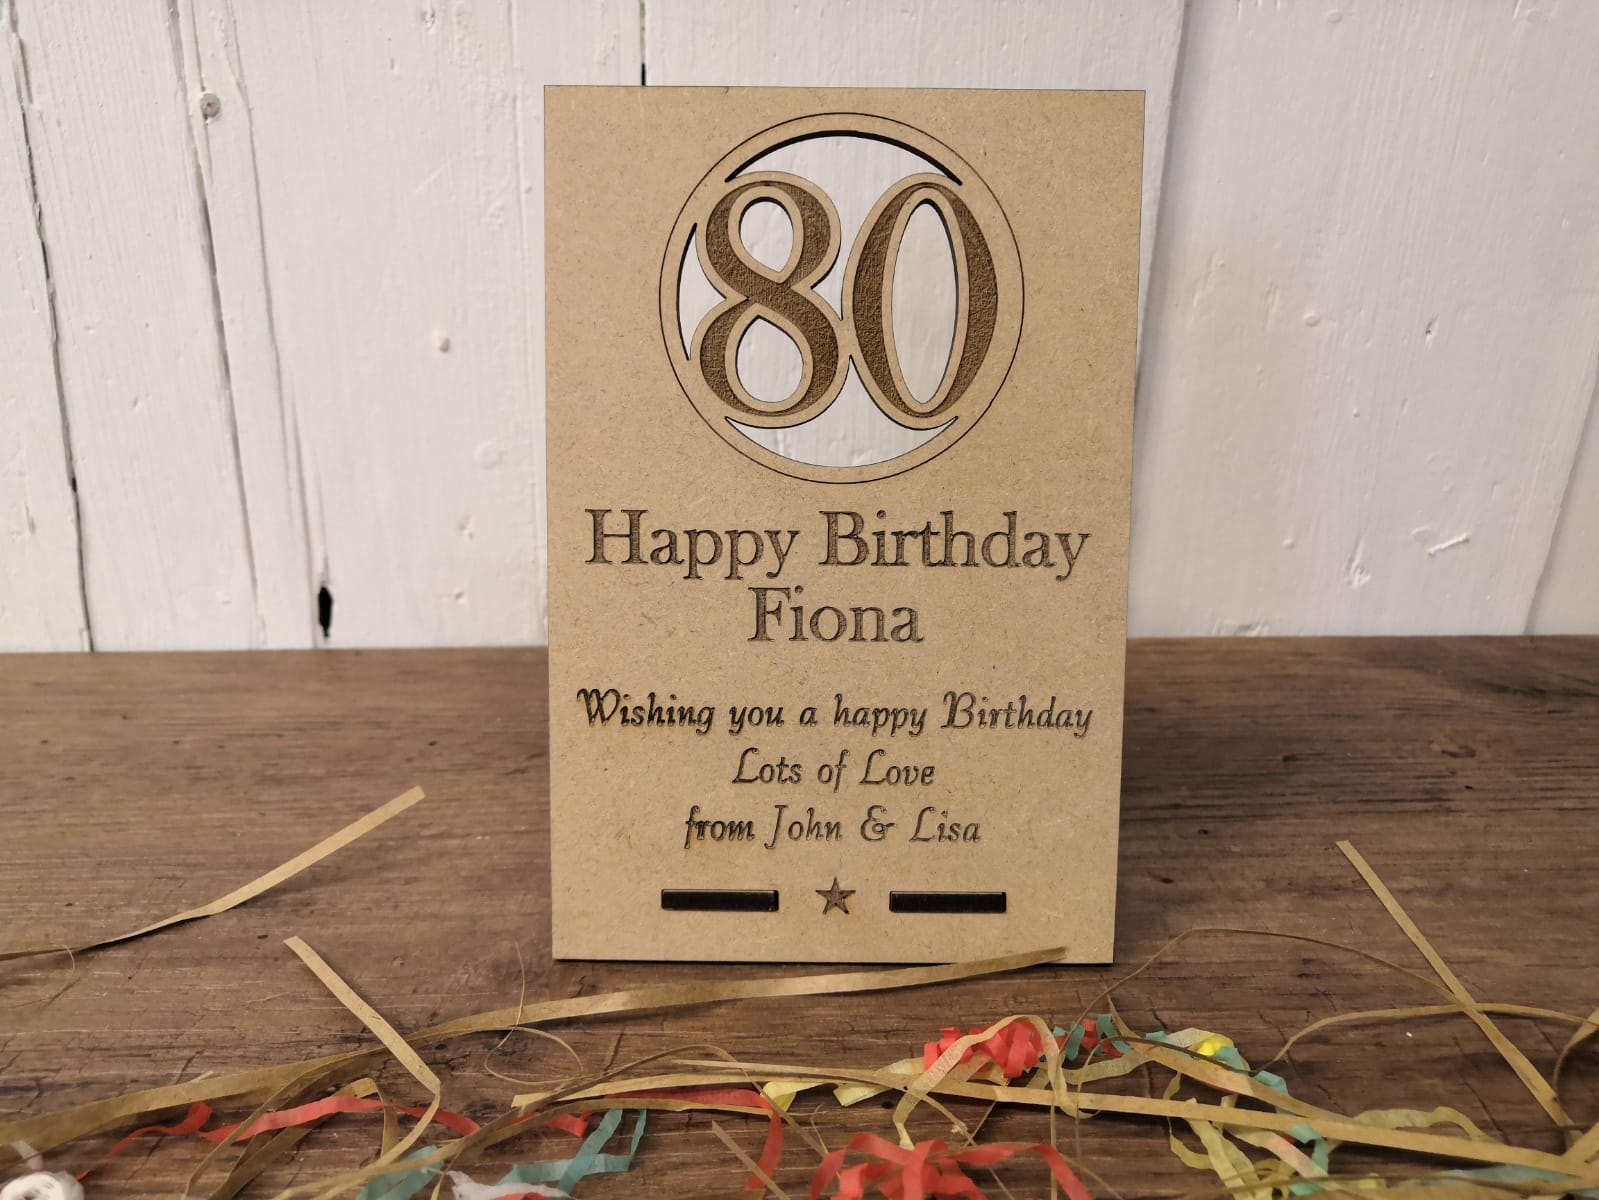 80
Happy Birthday
Fiona
Wishing you a happy Birthday
Lots of Love
from John & Lisa